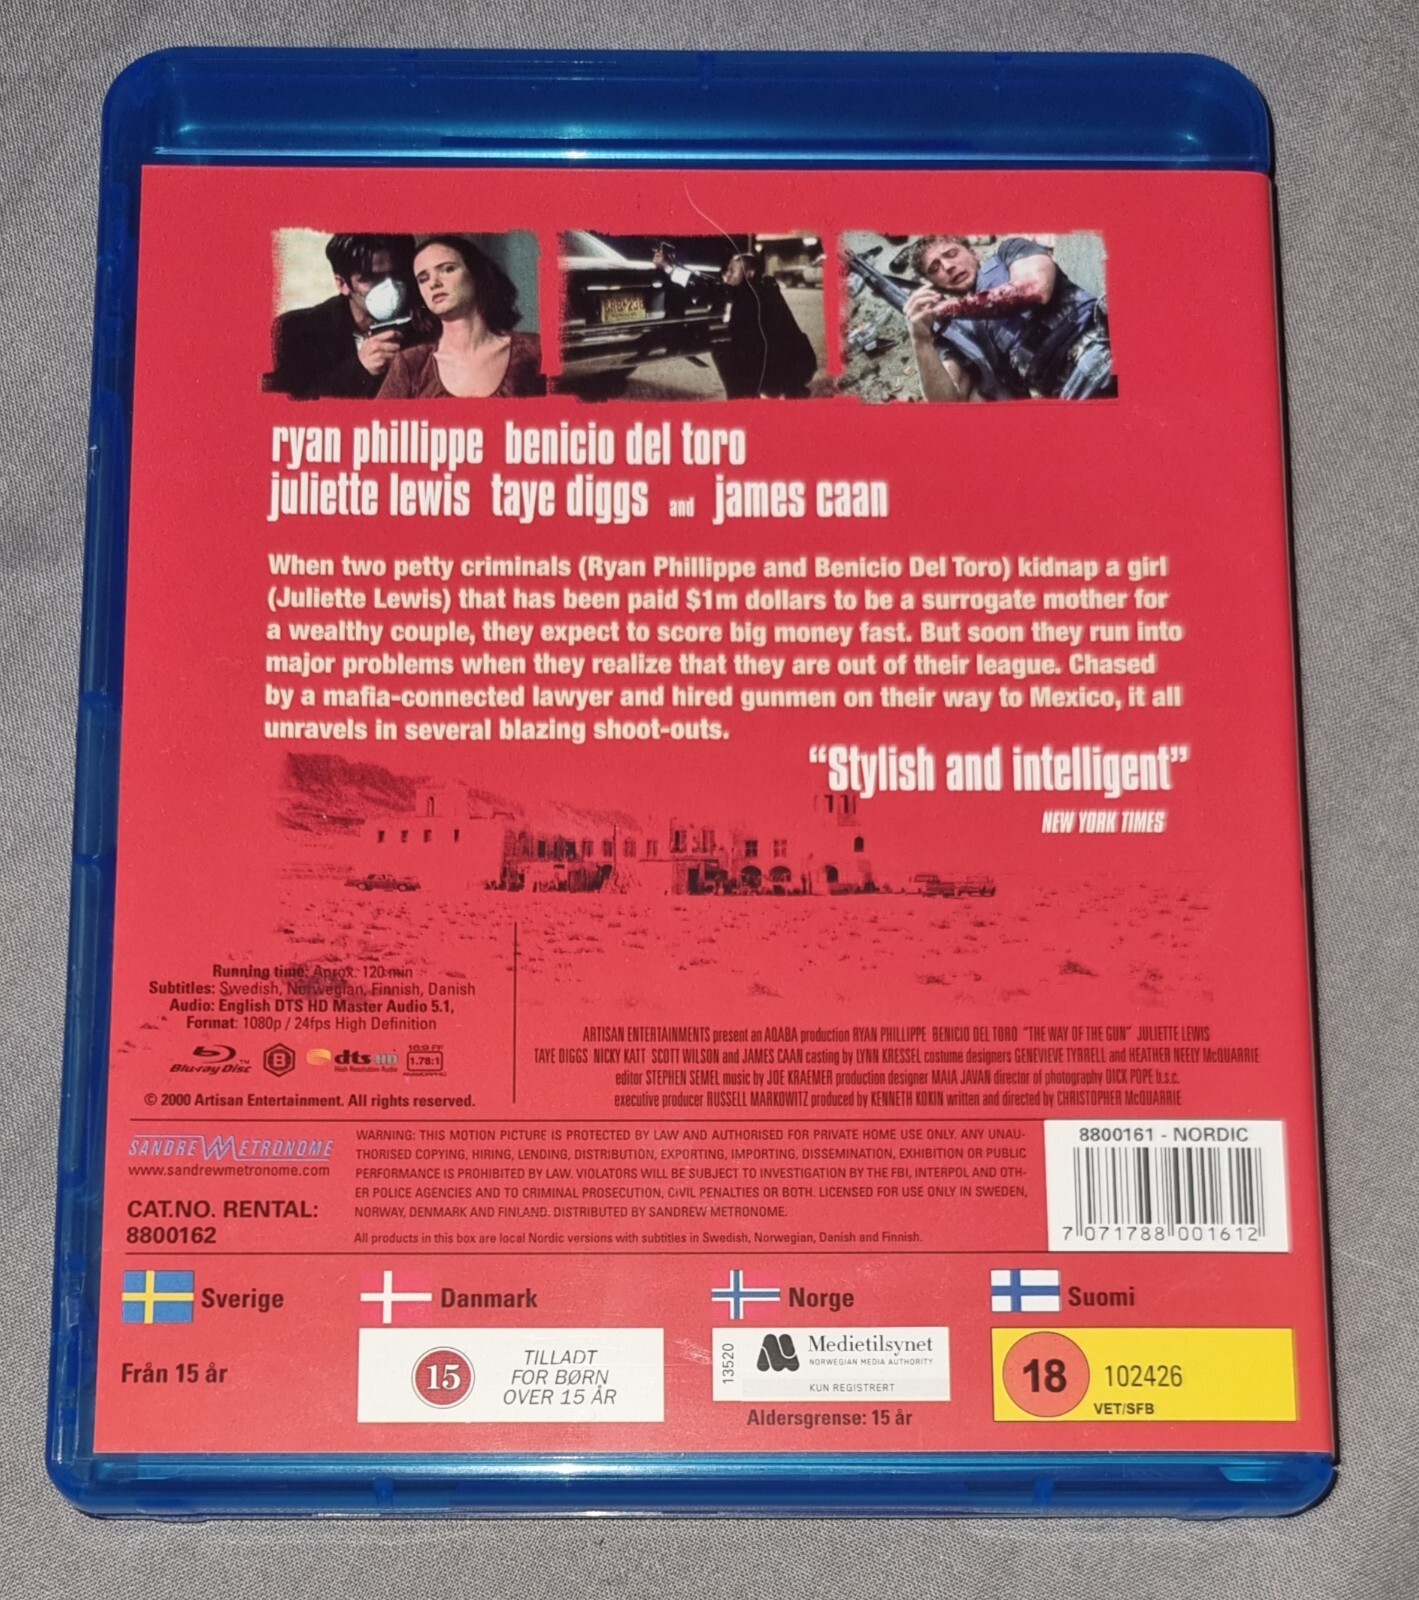 ryan phillippe benicio del toro
juliette lewis taye diggs and james caan
When two petty criminals (Ryan Phillippe and Benicio Del Toro) kidnap a girl
(Juliette Lewis) that has been paid $1m dollars to be a surrogate mother for
a wealthy couple, they expect to score big money fast. But soon they run into
major problems when they realize that they are out of their league. Chased
by a mafia-connected lawyer and hired gunmen on their way to Mexico, it all
unravels in several blazing shoot-outs.
“Stylish and intelligent”
NEW YORK TIMES
Running time: Aprox. 120 min
Subtitles: Swedish, Norwegian, Finnish, Danish
Audio: English DTS HD Master Audio 5.1,
Format: 1080p / 24fps High Definition
Blu-ray Disc B dts HD High Resolution Audio 16:9 FF 1.78:1 ANAMORPHIC
© 2000 Artisan Entertainment. All rights reserved.
ARTISAN ENTERTAINMENTS present an AQABA production RYAN PHILLIPPE BENICIO DEL TORO "THE WAY OF THE GUN" JULIETTE LEWIS
TAYE DIGGS NICKY KATT SCOTT WILSON and JAMES CAAN casting by LYNN KRESSEL costume designers GENEVIEVE TYRRELL and HEATHER NEELY McQUARRIE
editor STEPHEN SEMEL music by JOE KRAEMER production designer MAIA JAVAN director of photography DICK POPE b.s.c.
executive producer RUSSELL MARKOWITZ produced by KENNETH KOKIN written and directed by CHRISTOPHER McQUARRIE
SANDREW METRONOME
www.sandrewmetronome.com
CAT.NO. RENTAL:
8800162
WARNING: THIS MOTION PICTURE IS PROTECTED BY LAW AND AUTHORISED FOR PRIVATE HOME USE ONLY. ANY UNAU-
THORISED COPYING, HIRING, LENDING, DISTRIBUTION, EXPORTING, IMPORTING, DISSEMINATION, EXHIBITION OR PUBLIC
PERFORMANCE IS PROHIBITED BY LAW. VIOLATORS WILL BE SUBJECT TO INVESTIGATION BY THE FBI, INTERPOL AND OTH-
ER POLICE AGENCIES AND TO CRIMINAL PROSECUTION, CIVIL PENALTIES OR BOTH. LICENSED FOR USE ONLY IN SWEDEN,
NORWAY, DENMARK AND FINLAND. DISTRIBUTED BY SANDREW METRONOME.
All products in this box are local Nordic versions with subtitles in Swedish, Norwegian, Danish and Finnish.
8800161 - NORDIC
7 071788 001612
Sverige
Från 15 år
Danmark
15
TILLADT
FOR BØRN
OVER 15 ÅR
Norge
13520
Medietilsynet
NORWEGIAN MEDIA AUTHORITY
KUN REGISTRERT
Aldersgrense: 15 år
Suomi
18 102426
VET/SFB